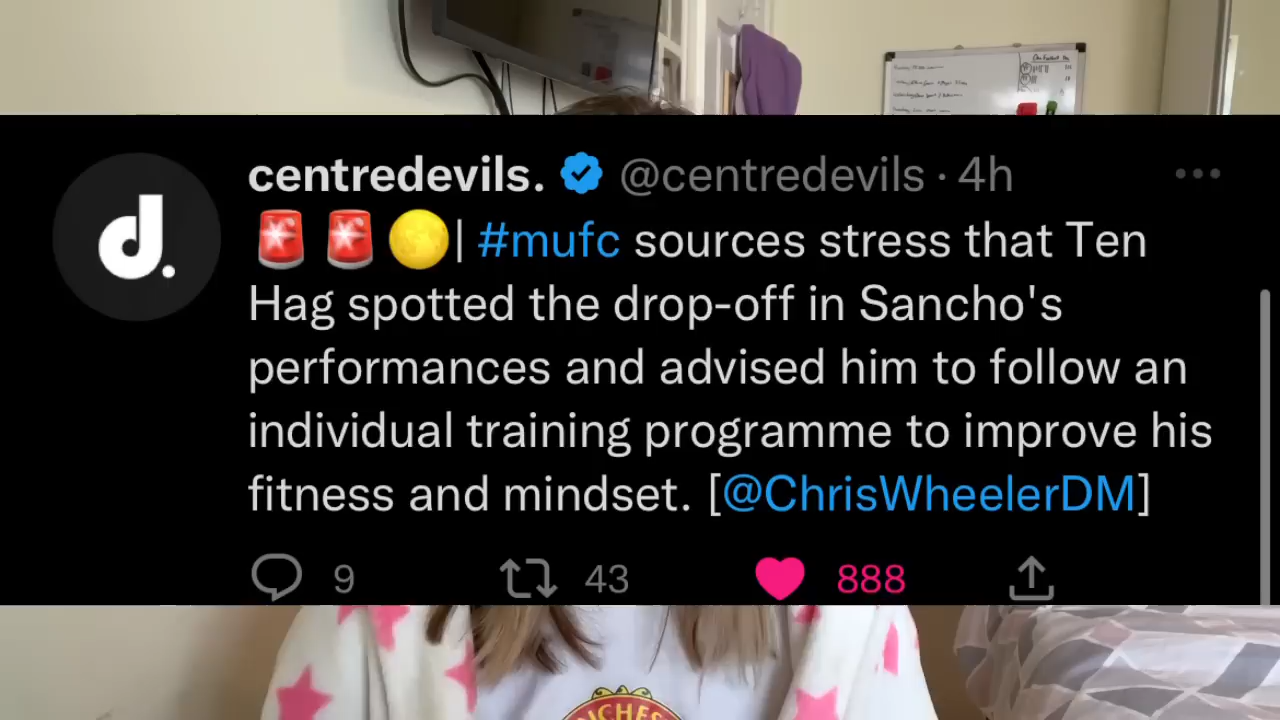 centredevils. @centredevils · 4h
🚨 🚨 🌕| #mufc sources stress that Ten
Hag spotted the drop-off in Sancho's
performances and advised him to follow an
individual training programme to improve his
fitness and mindset. [@ChrisWheelerDM]
9 43 888
d.